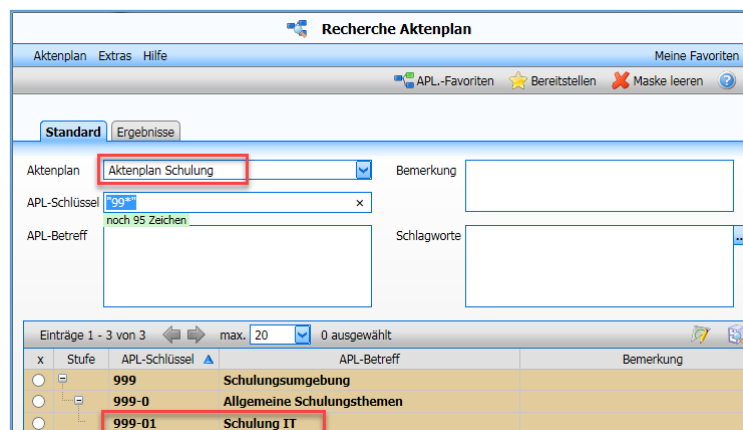 Recherche Aktenplan
Aktenplan Extras Hilfe Meine Favoriten
APL.-Favoriten Bereitstellen Maske leeren ?
Standard Ergebnisse
Aktenplan Aktenplan Schulung Bemerkung
APL-Schlüssel "99*" ×
noch 95 Zeichen
APL-Betreff Schlagworte ...
Einträge 1 - 3 von 3 max. 20 0 ausgewählt
x Stufe APL-Schlüssel APL-Betreff Bemerkung
999 Schulungsumgebung
999-0 Allgemeine Schulungsthemen
999-01 Schulung IT